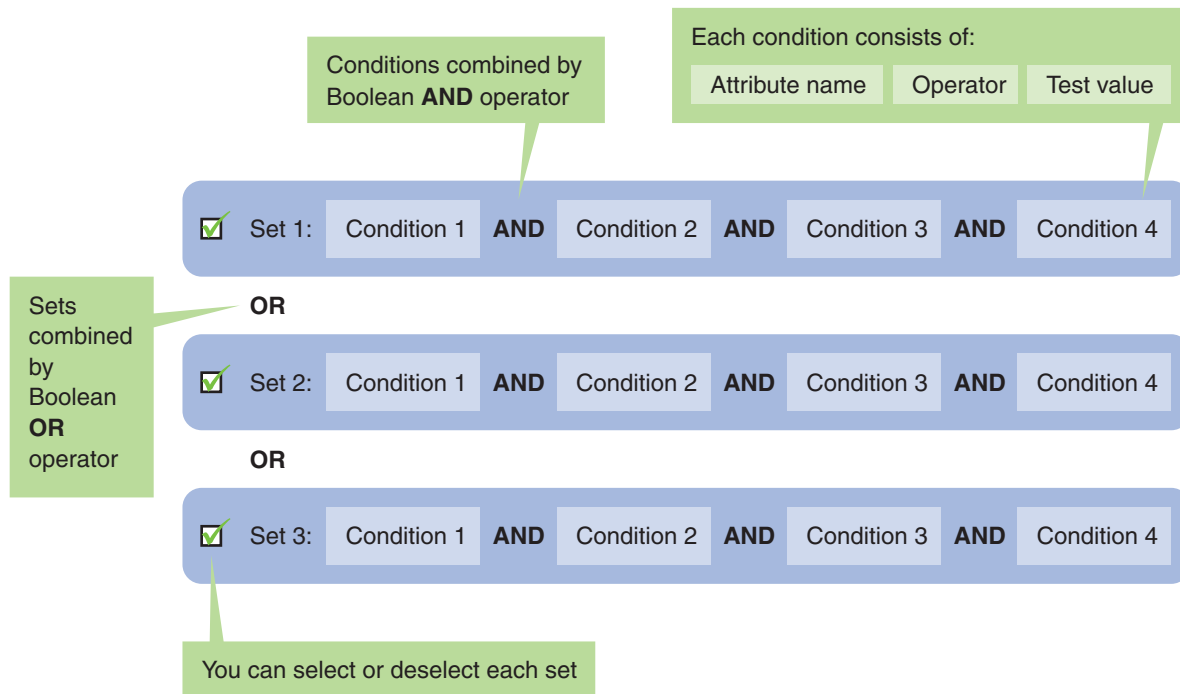 Conditions combined by
Boolean AND operator
Each condition consists of:
Attribute name Operator Test value
Set 1: Condition 1 AND Condition 2 AND Condition 3 AND Condition 4
Sets
combined
by
Boolean
OR
operator
OR
Set 2: Condition 1 AND Condition 2 AND Condition 3 AND Condition 4
OR
Set 3: Condition 1 AND Condition 2 AND Condition 3 AND Condition 4
You can select or deselect each set